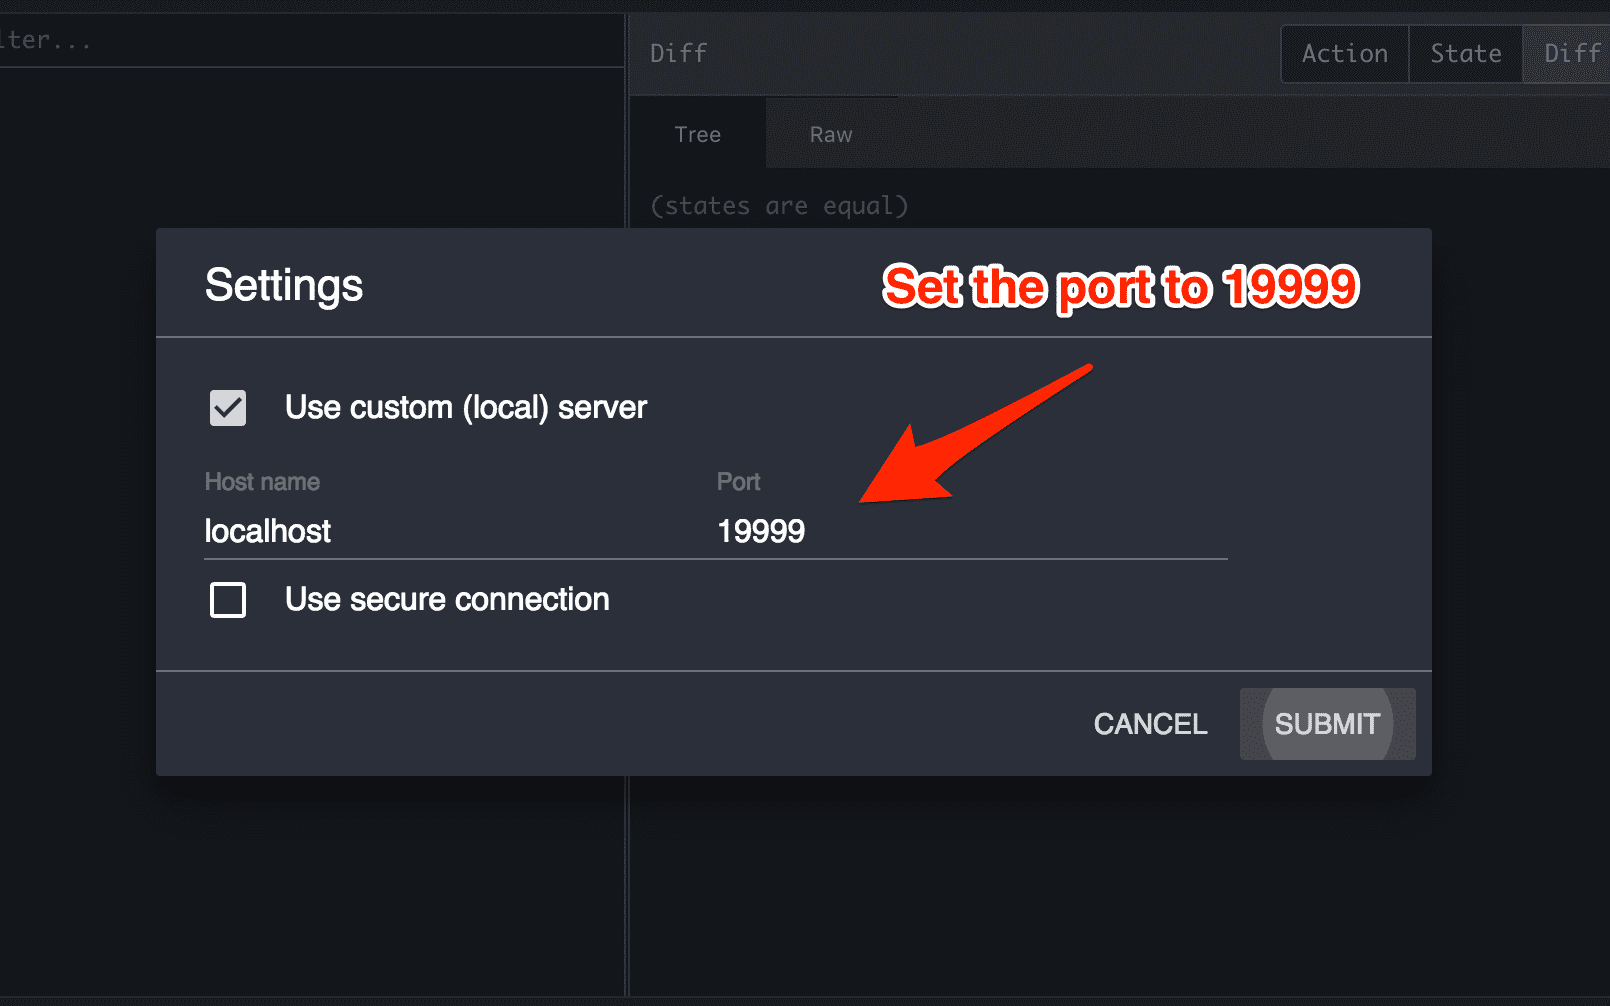 lter...
Diff
Action
State
Diff
Tree
Raw
(states are equal)
Settings
Set the port to 19999
Use custom (local) server
Host name
Port
localhost
19999
Use secure connection
CANCEL
SUBMIT